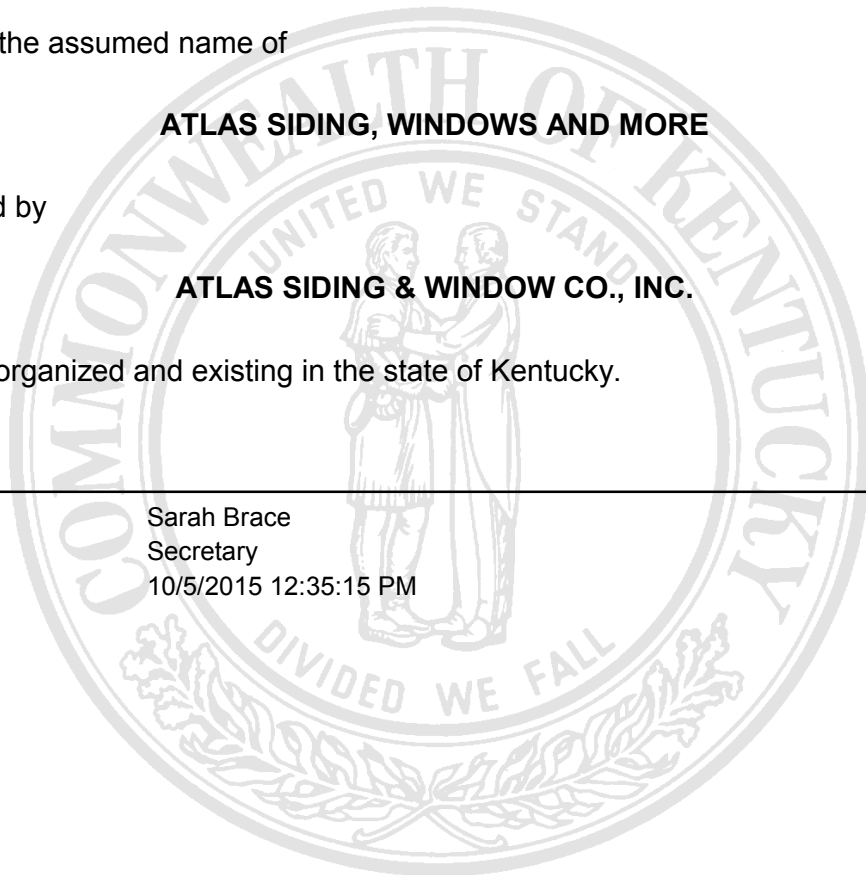 the assumed name of
ATLAS SIDING, WINDOWS AND MORE
d by
ATLAS SIDING & WINDOW CO., INC.
organized and existing in the state of Kentucky.
Sarah Brace
Secretary
10/5/2015 12:35:15 PM
COMMONWEALTH OF KENTUCKY
UNITED WE STAND
DIVIDED WE FALL